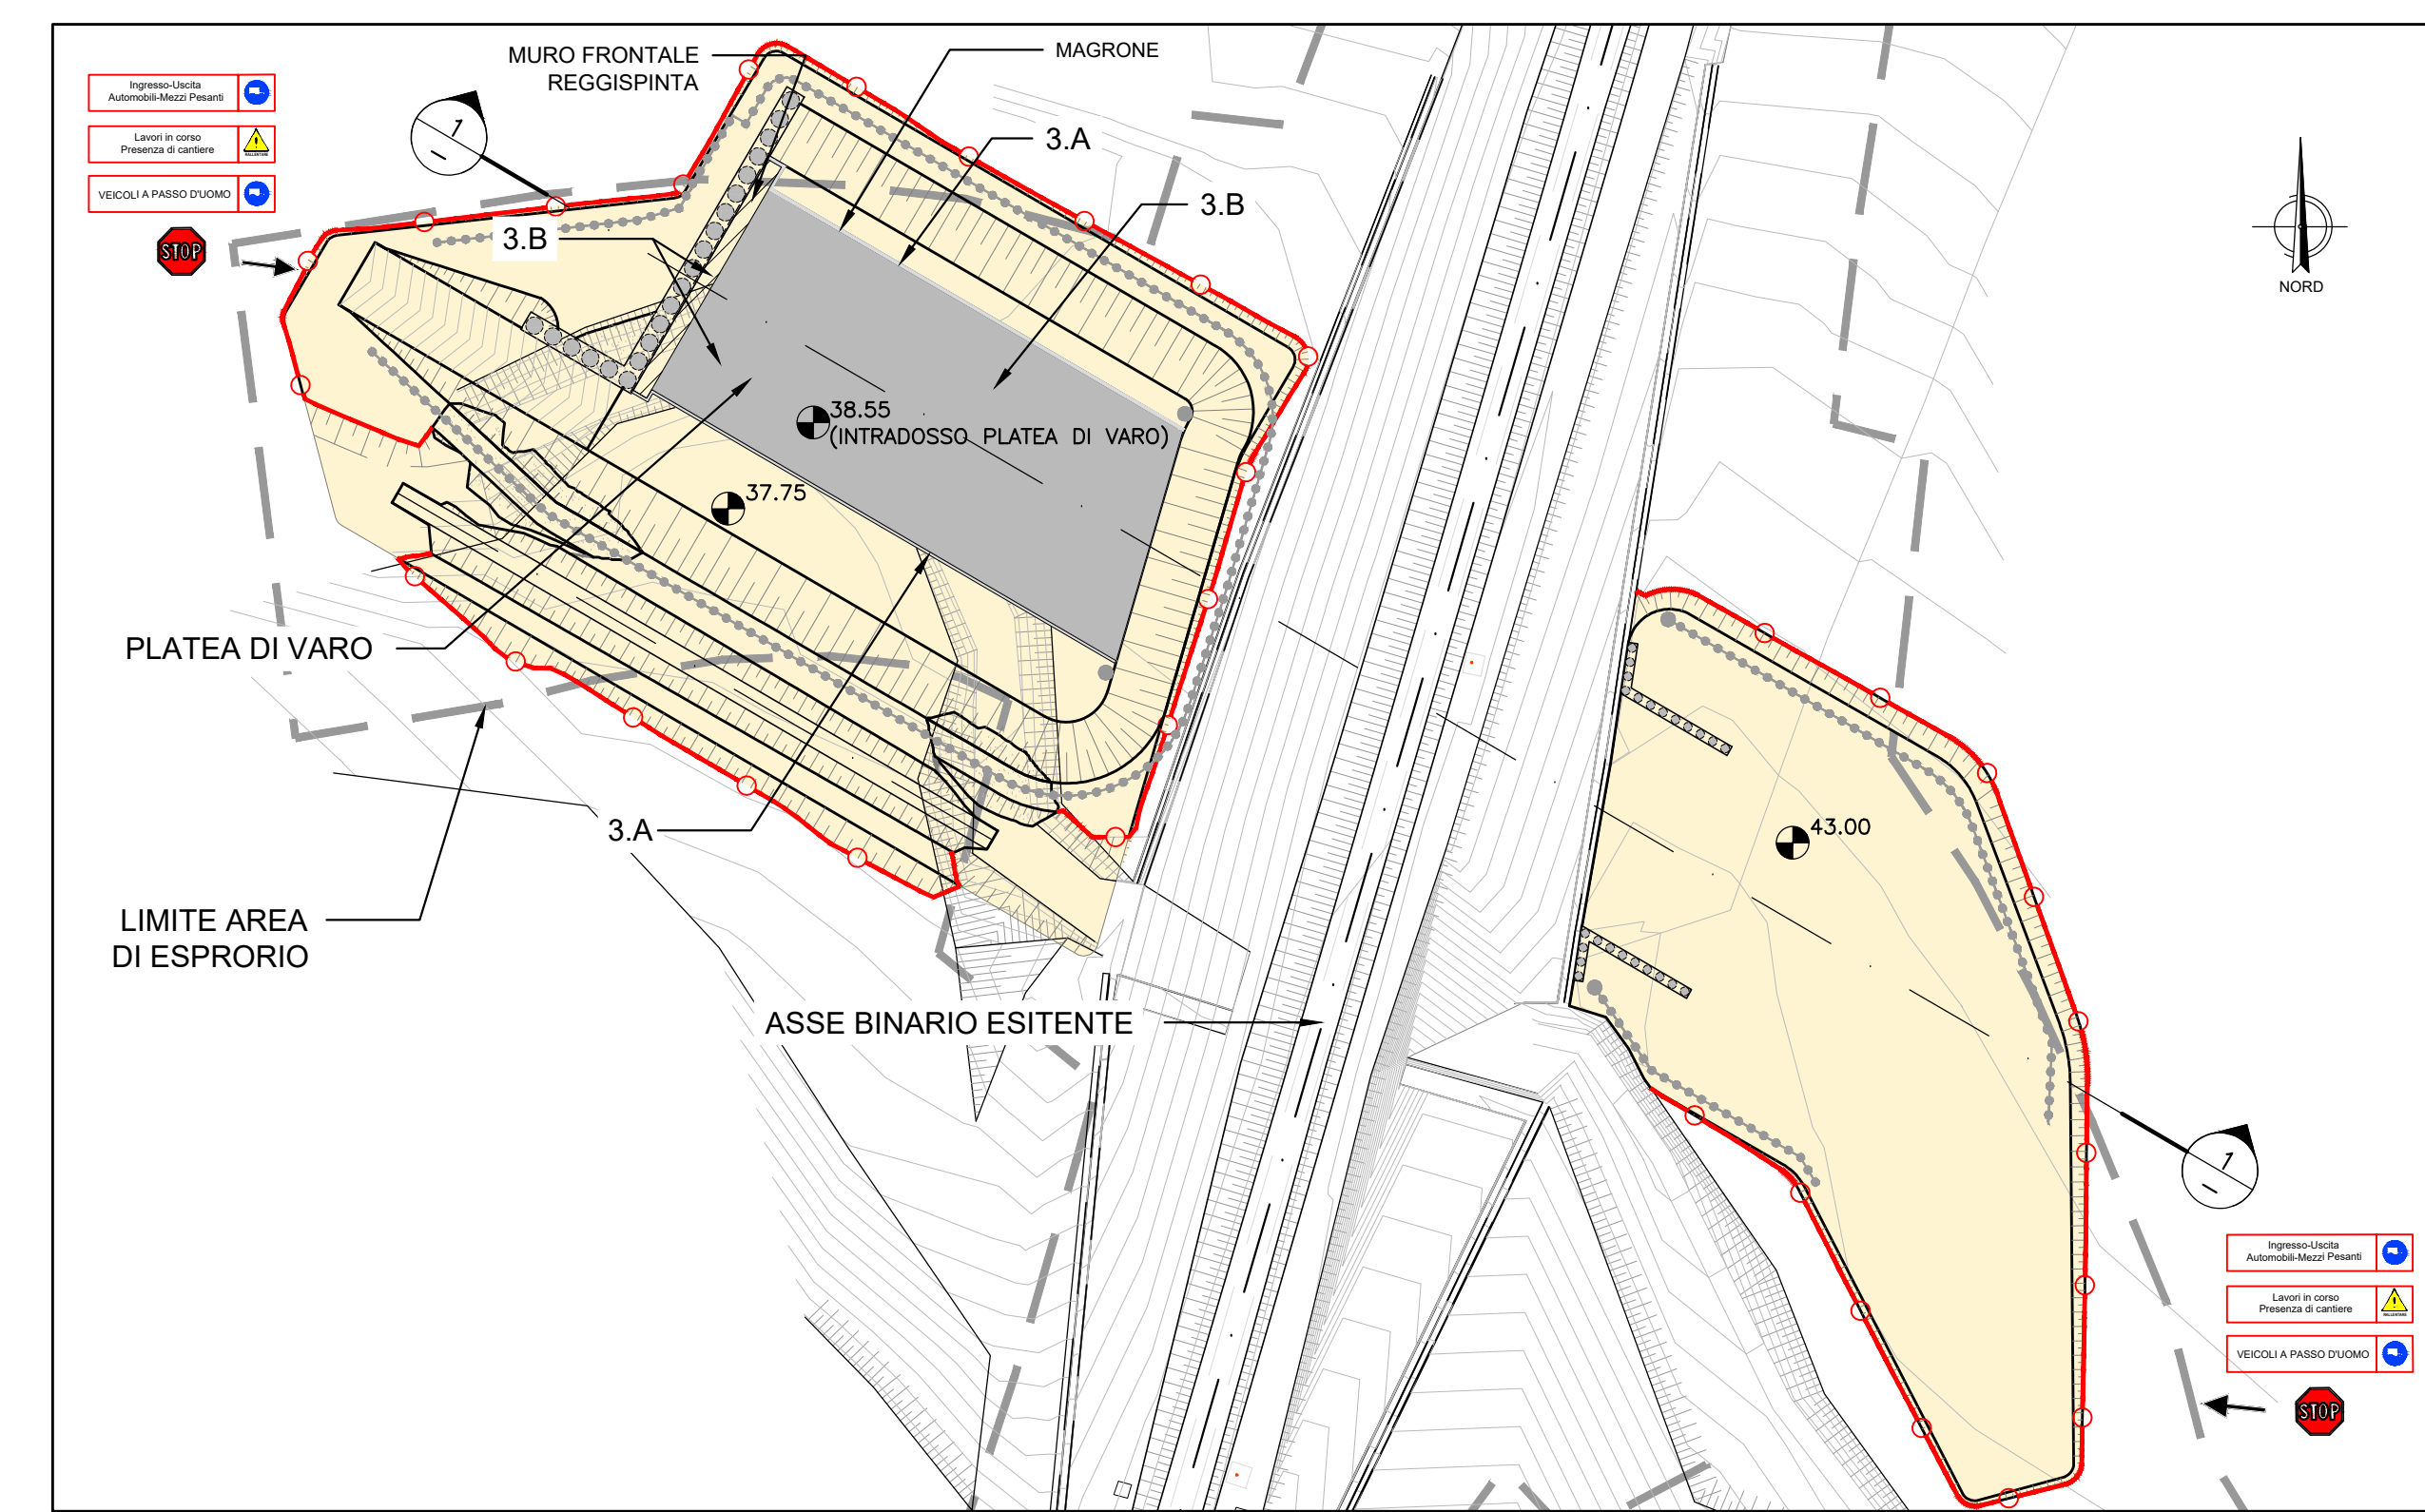 MURO FRONTALE
REGGISPINTA
MAGRONE
Ingresso-Uscita
Automobili-Mezzi Pesanti
Lavori in corso
Presenza di cantiere
RALLENTARE
VEICOLI A PASSO D'UOMO
STOP
1
3.A
3.B
3.B
NORD
38.55
(INTRADOSSO PLATEA DI VARO)
37.75
PLATEA DI VARO
3.A
43.00
LIMITE AREA
DI ESPRORIO
ASSE BINARIO ESITENTE
1
Ingresso-Uscita
Automobili-Mezzi Pesanti
Lavori in corso
Presenza di cantiere
RALLENTARE
VEICOLI A PASSO D'UOMO
STOP